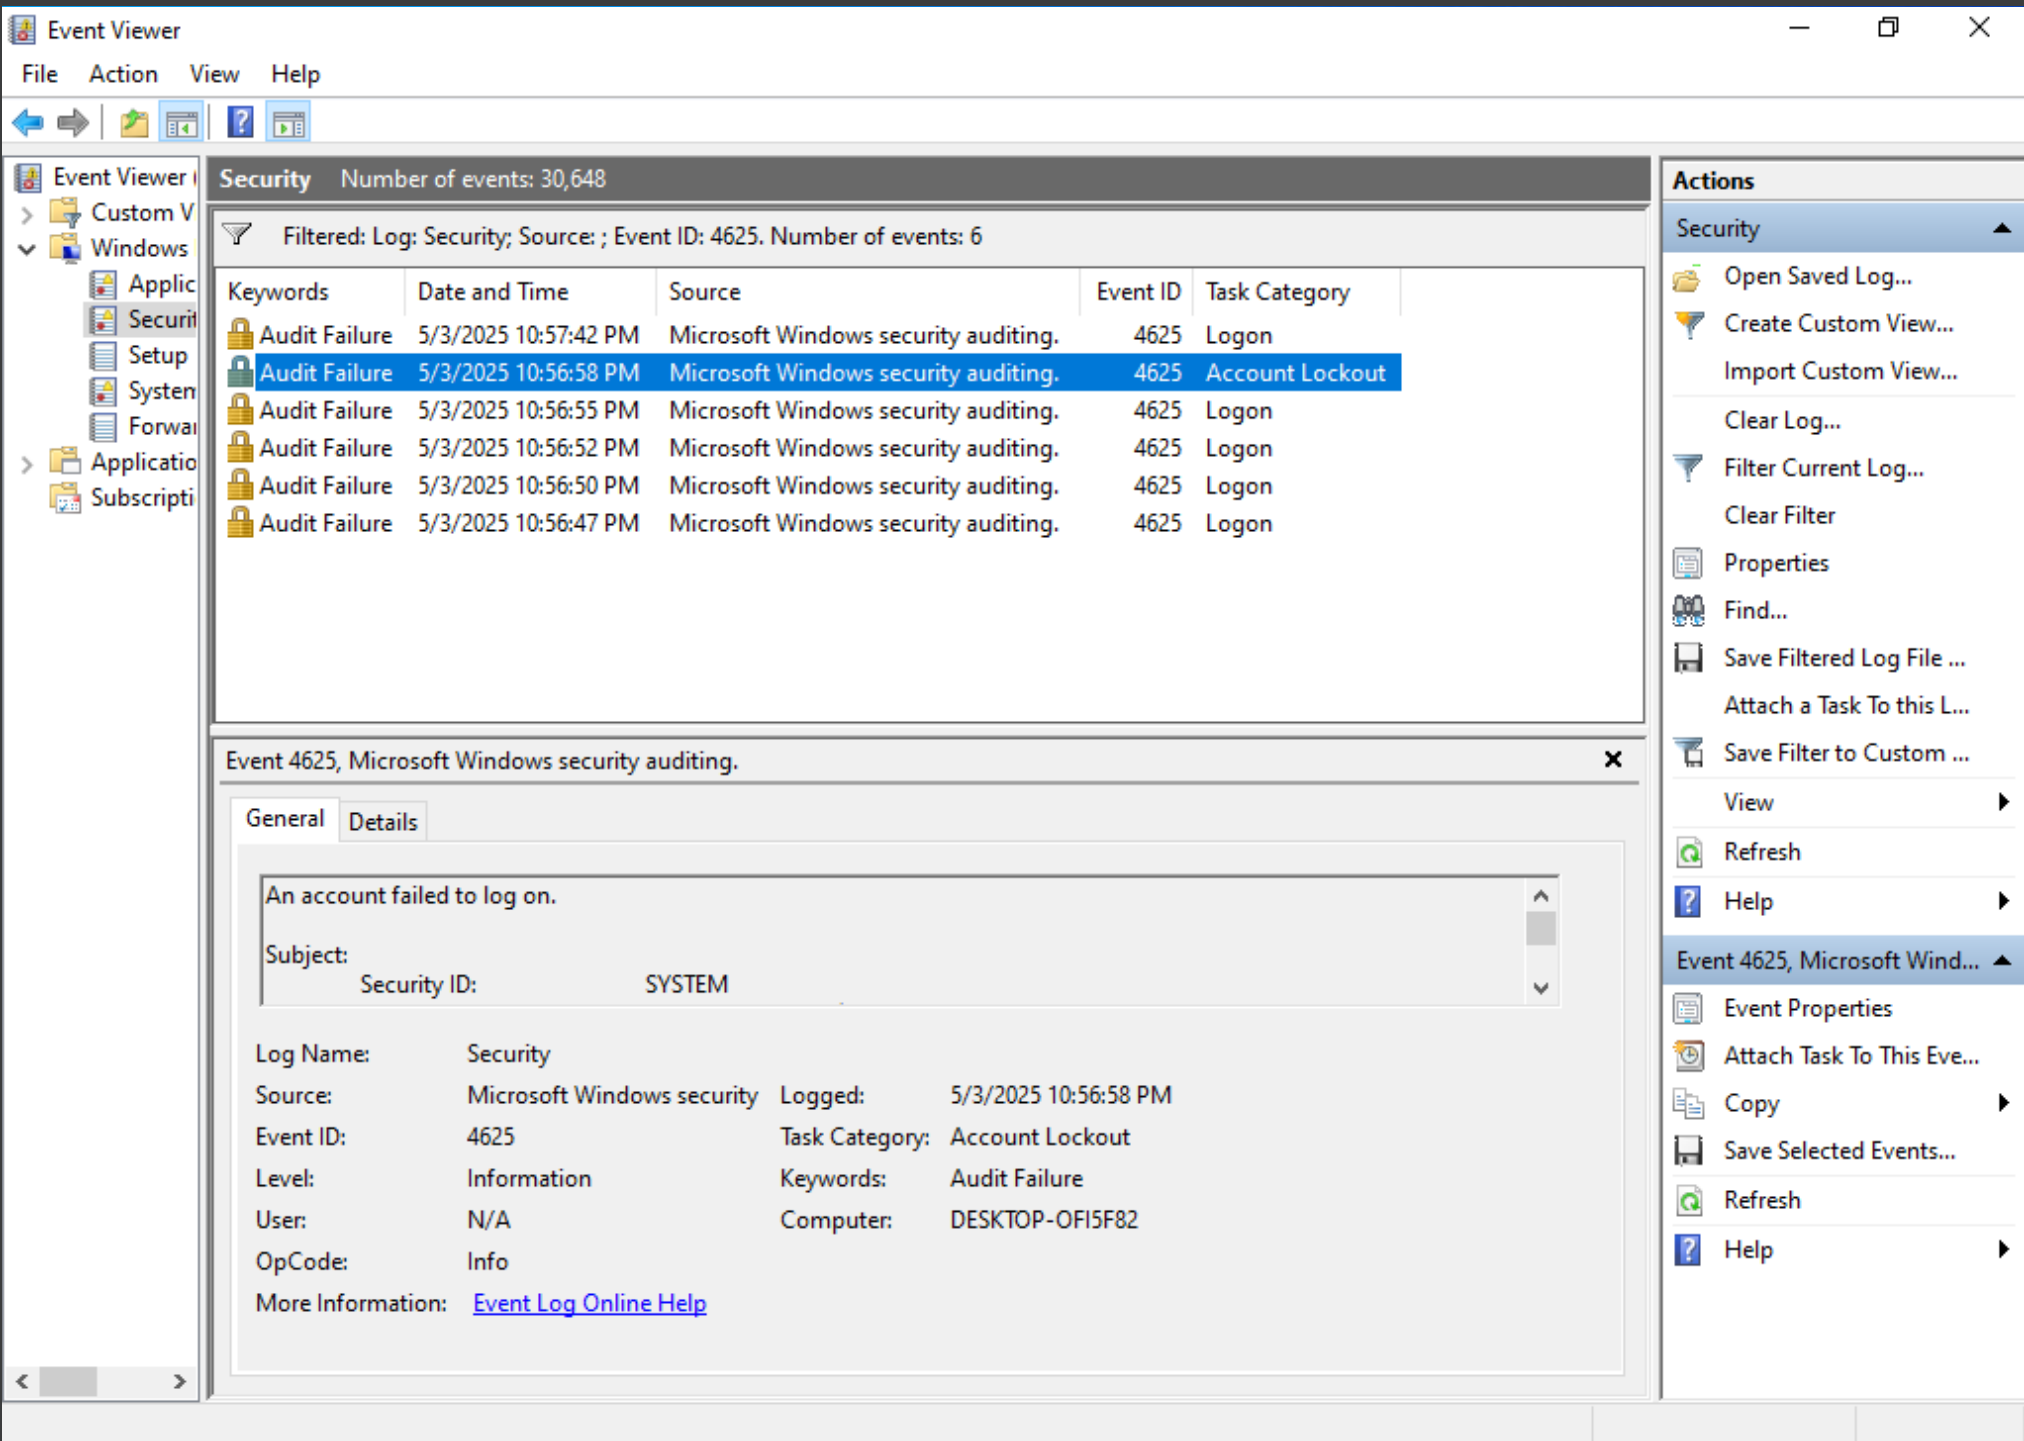 Event Viewer
File Action View Help
Event Viewer (
Custom V
Windows
Applic
Securit
Setup
System
Forwar
Applicatio
Subscripti
Security Number of events: 30,648
Filtered: Log: Security; Source: ; Event ID: 4625. Number of events: 6
Keywords Date and Time Source Event ID Task Category
Audit Failure 5/3/2025 10:57:42 PM Microsoft Windows security auditing. 4625 Logon
Audit Failure 5/3/2025 10:56:58 PM Microsoft Windows security auditing. 4625 Account Lockout
Audit Failure 5/3/2025 10:56:55 PM Microsoft Windows security auditing. 4625 Logon
Audit Failure 5/3/2025 10:56:52 PM Microsoft Windows security auditing. 4625 Logon
Audit Failure 5/3/2025 10:56:50 PM Microsoft Windows security auditing. 4625 Logon
Audit Failure 5/3/2025 10:56:47 PM Microsoft Windows security auditing. 4625 Logon
Event 4625, Microsoft Windows security auditing.
General Details
An account failed to log on.
Subject:
Security ID: SYSTEM
Log Name: Security
Source: Microsoft Windows security Logged: 5/3/2025 10:56:58 PM
Event ID: 4625 Task Category: Account Lockout
Level: Information Keywords: Audit Failure
User: N/A Computer: DESKTOP-OFI5F82
OpCode: Info
More Information: Event Log Online Help
Actions
Security
Open Saved Log...
Create Custom View...
Import Custom View...
Clear Log...
Filter Current Log...
Clear Filter
Properties
Find...
Save Filtered Log File ...
Attach a Task To this L...
Save Filter to Custom ...
View
Refresh
Help
Event 4625, Microsoft Wind...
Event Properties
Attach Task To This Eve...
Copy
Save Selected Events...
Refresh
Help